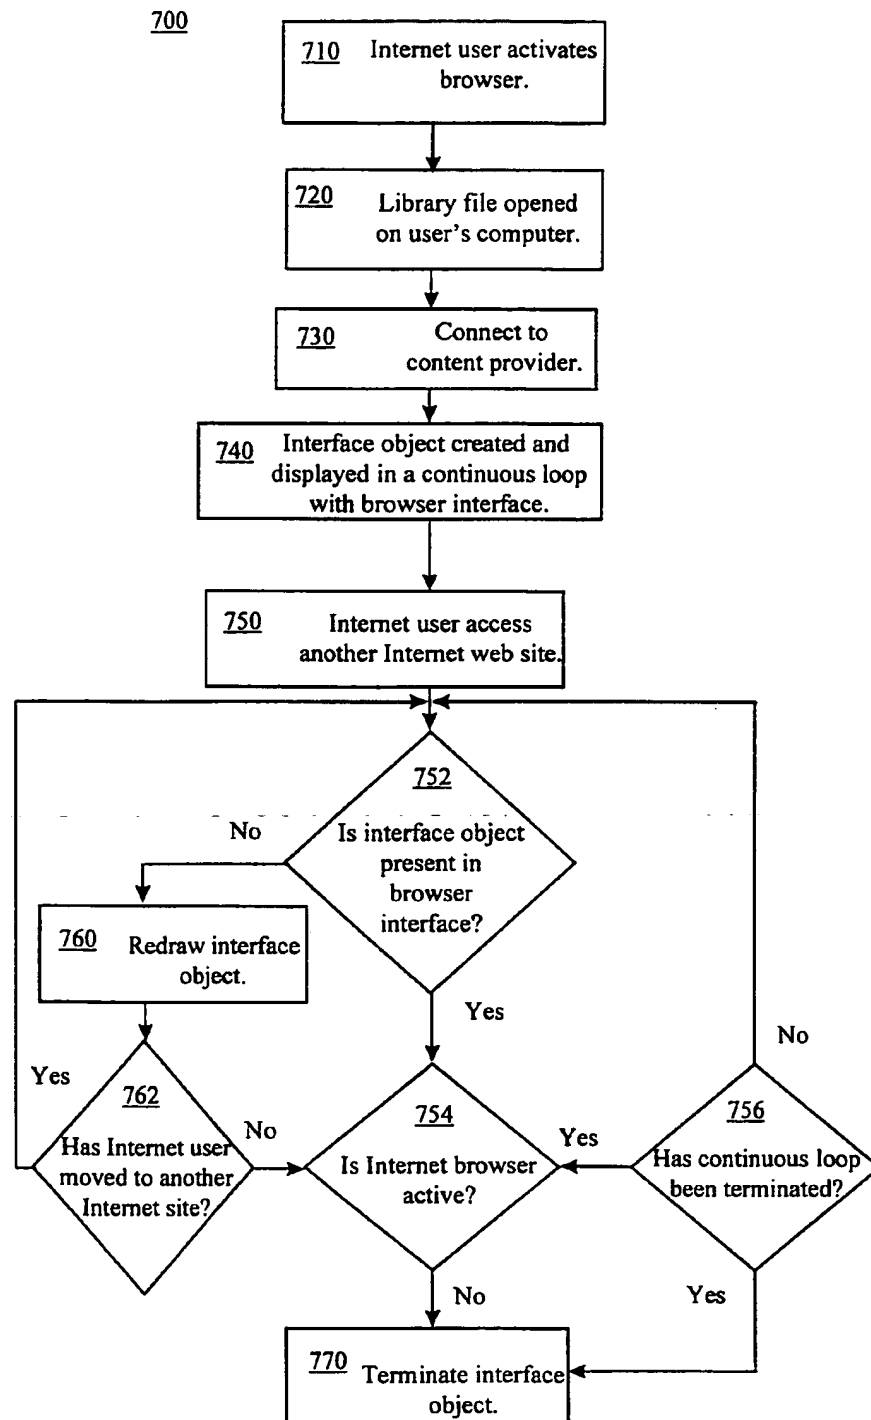 700
710 Internet user activates
browser.
720 Library file opened
on user's computer.
730 Connect to
content provider.
740 Interface object created and
displayed in a continuous loop
with browser interface.
750 Internet user access
another Internet web site.
752
Is interface object
present in
browser
interface?
No
760 Redraw interface
object.
Yes
No
Yes
762
Has Internet user
moved to another
Internet site?
No
754
Is Internet browser
active?
Yes
756
Has continuous loop
been terminated?
No
Yes
770 Terminate interface
object.